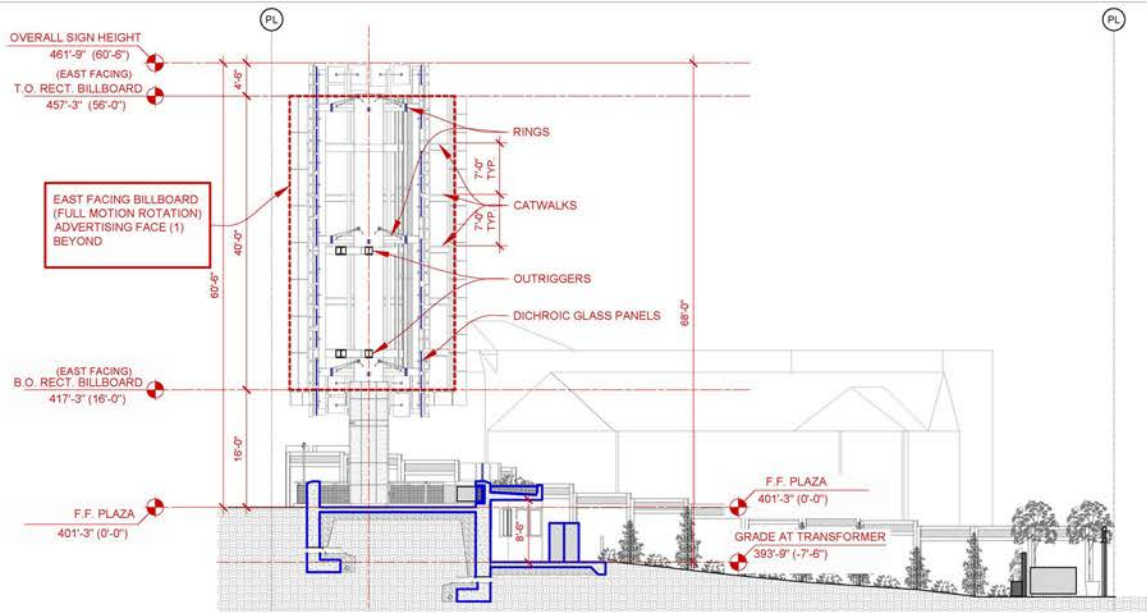 PL
PL
OVERALL SIGN HEIGHT
461'-9" (60'-6")
(EAST FACING)
T.O. RECT. BILLBOARD
457'-3" (56'-0")
4'-6"
RINGS
7'-0"
TYP.
EAST FACING BILLBOARD
(FULL MOTION ROTATION)
ADVERTISING FACE (1)
BEYOND
CATWALKS
7'-0"
TYP.
40'-0"
60'-6"
OUTRIGGERS
DICHROIC GLASS PANELS
68'-0"
(EAST FACING)
B.O. RECT. BILLBOARD
417'-3" (16'-0")
16'-0"
F.F. PLAZA
401'-3" (0'-0")
F.F. PLAZA
401'-3" (0'-0")
8'-6"
GRADE AT TRANSFORMER
393'-9" (-7'-6")